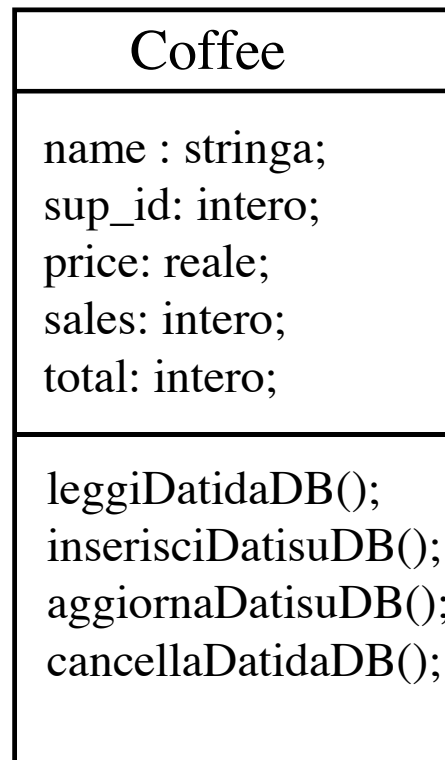 Coffee
name : stringa;
sup_id: intero;
price: reale;
sales: intero;
total: intero;
leggiDatidaDB();
inserisciDatisuDB();
aggiornaDatisuDB();
cancellaDatidaDB();